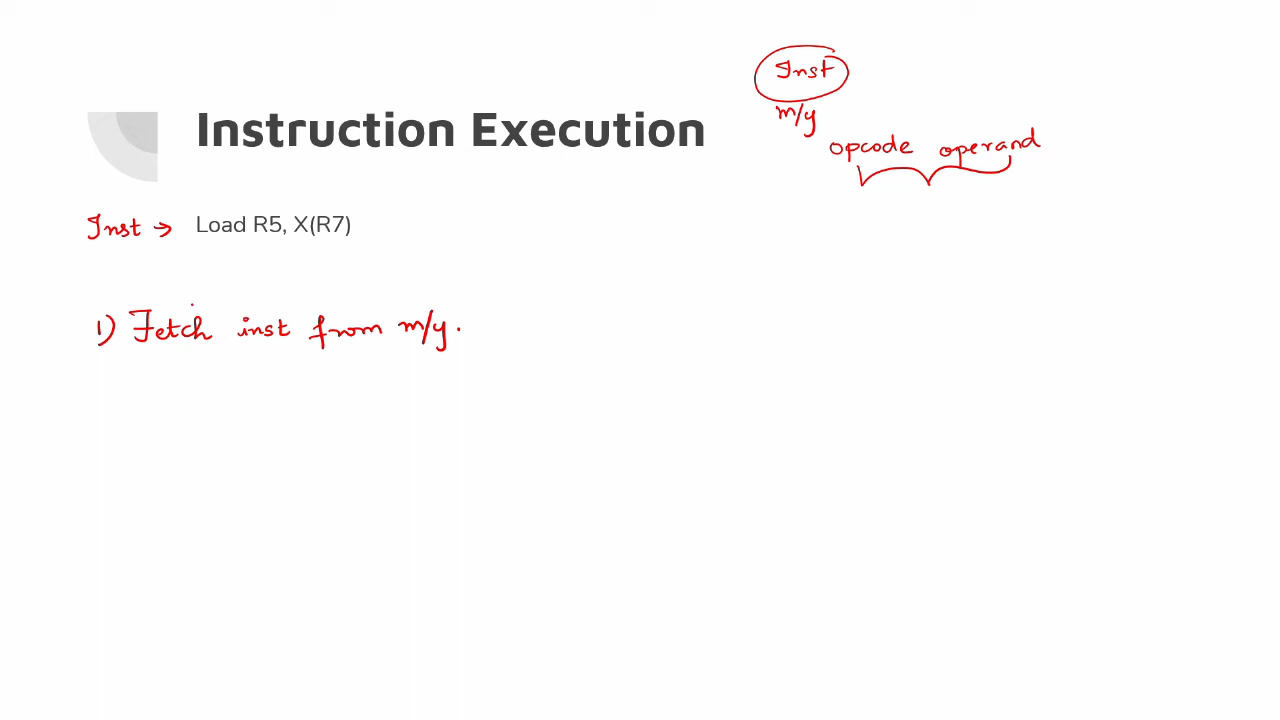 Inst
m/y
Instruction Execution
opcode operand
Inst → Load R5, X(R7)
1) Fetch inst from m/y.